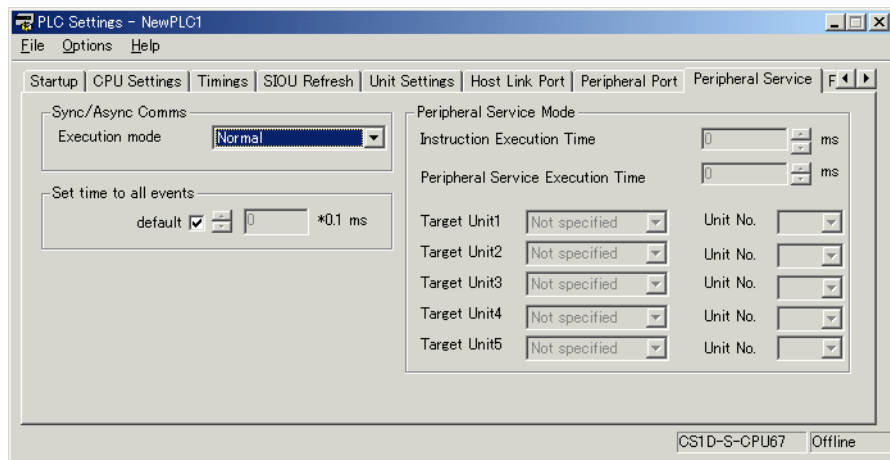 PLC Settings - NewPLC1
File Options Help
Startup CPU Settings Timings SIOU Refresh Unit Settings Host Link Port Peripheral Port Peripheral Service F
Sync/Async Comms
Execution mode Normal
Set time to all events
default 0 *0.1 ms
Peripheral Service Mode
Instruction Execution Time 0 ms
Peripheral Service Execution Time 0 ms
Target Unit1 Not specified Unit No.
Target Unit2 Not specified Unit No.
Target Unit3 Not specified Unit No.
Target Unit4 Not specified Unit No.
Target Unit5 Not specified Unit No.
CS1D-S-CPU67 Offline